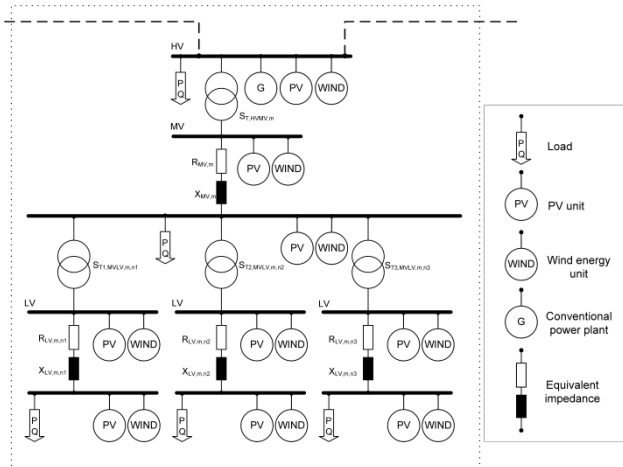 HV
P Q
G
PV
WIND
S_T,HVMV,m
MV
R_MV,m
X_MV,m
PV
WIND
P Q
PV
WIND
S_T1,MVLV,m,n1
S_T2,MVLV,m,n2
S_T3,MVLV,m,n3
LV
LV
LV
R_LV,m,n1
PV
WIND
R_LV,m,n2
PV
WIND
R_LV,m,n3
PV
WIND
X_LV,m,n1
X_LV,m,n2
X_LV,m,n3
P Q
PV
WIND
P Q
PV
WIND
P Q
PV
WIND
P Q
Load
PV
PV unit
WIND
Wind energy
unit
G
Conventional
power plant
Equivalent
impedance